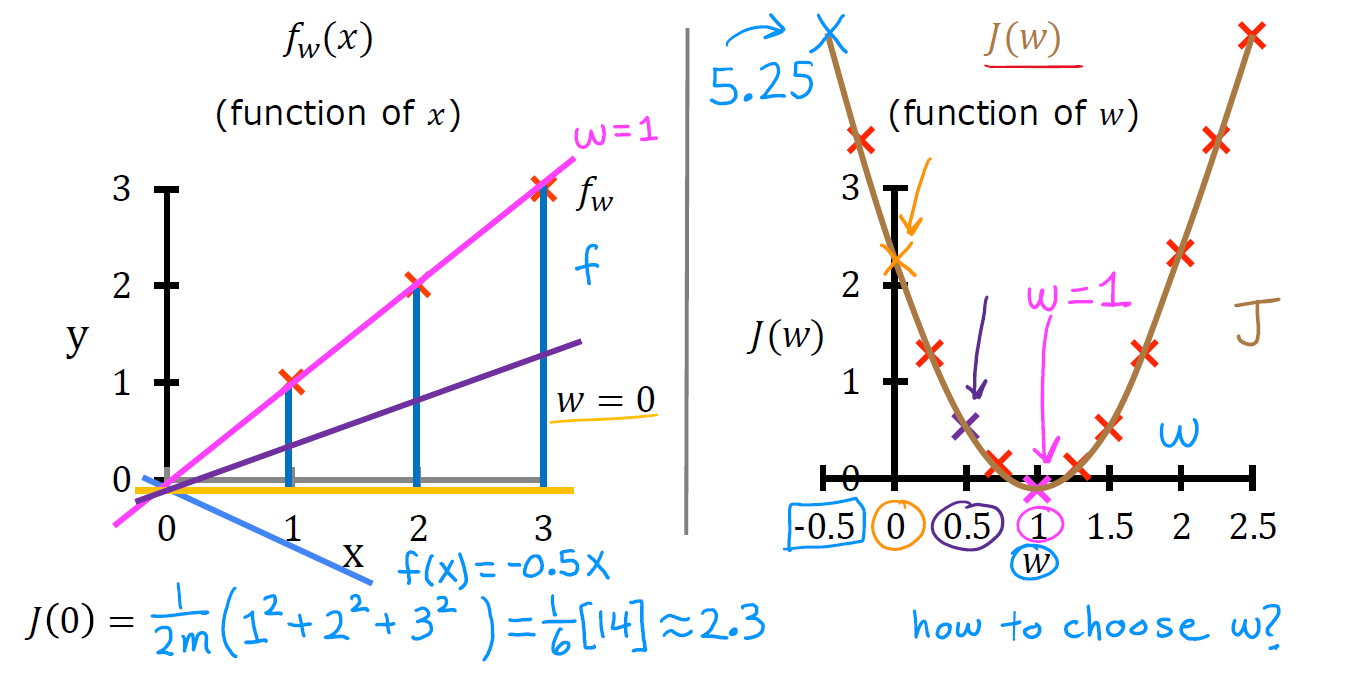 f_w(x)
(function of x)
w=1
3
f_w
f
2
y
1
w = 0
0
0 1 2 3
x
f(x)=-0.5x
J(0) = 1/2m (1²+2²+3²) = 1/6 [14] ≈ 2.3
J(w)
5.25
(function of w)
3
2
w=1
J(w)
J
1
w
0
-0.5 0 0.5 1 1.5 2 2.5
w
how to choose w?